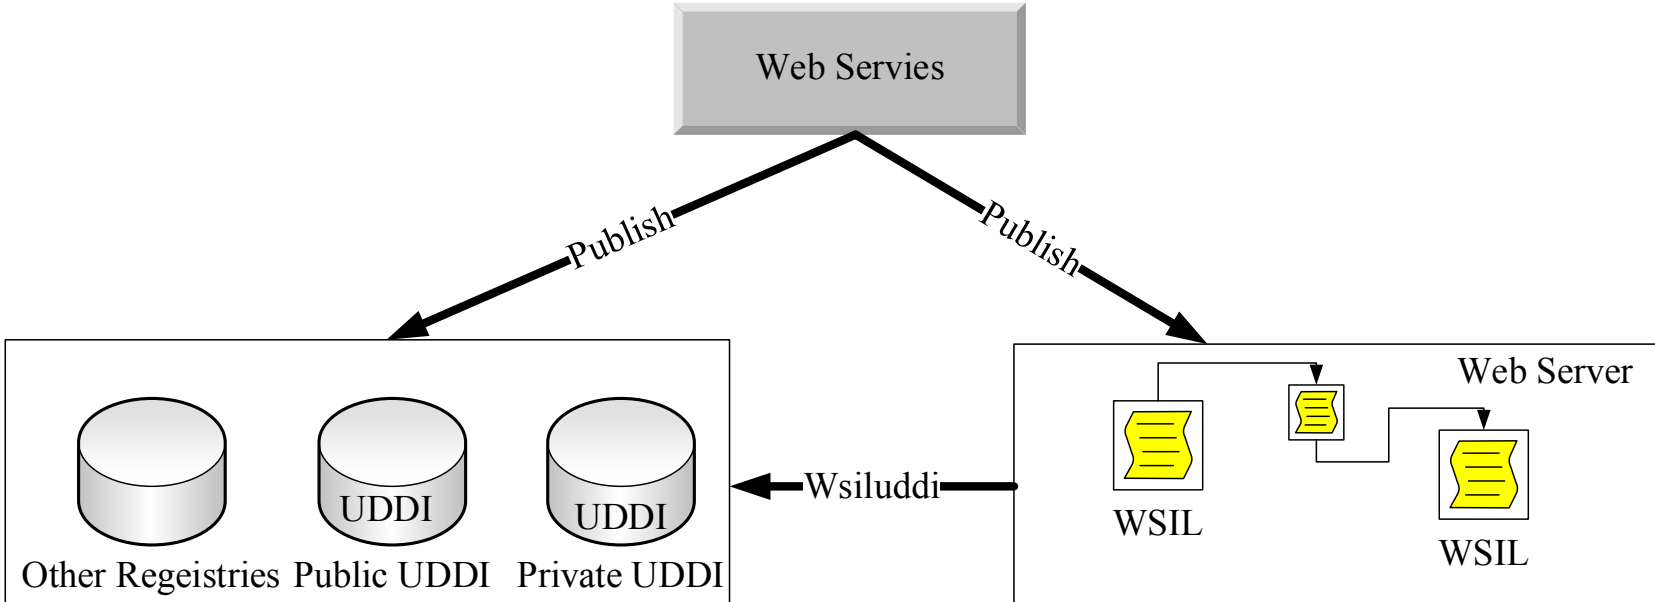 Web Servies
Publish
Publish
Web Server
Wsiluddi
UDDI
UDDI
WSIL
WSIL
Other Regeistries
Public UDDI
Private UDDI